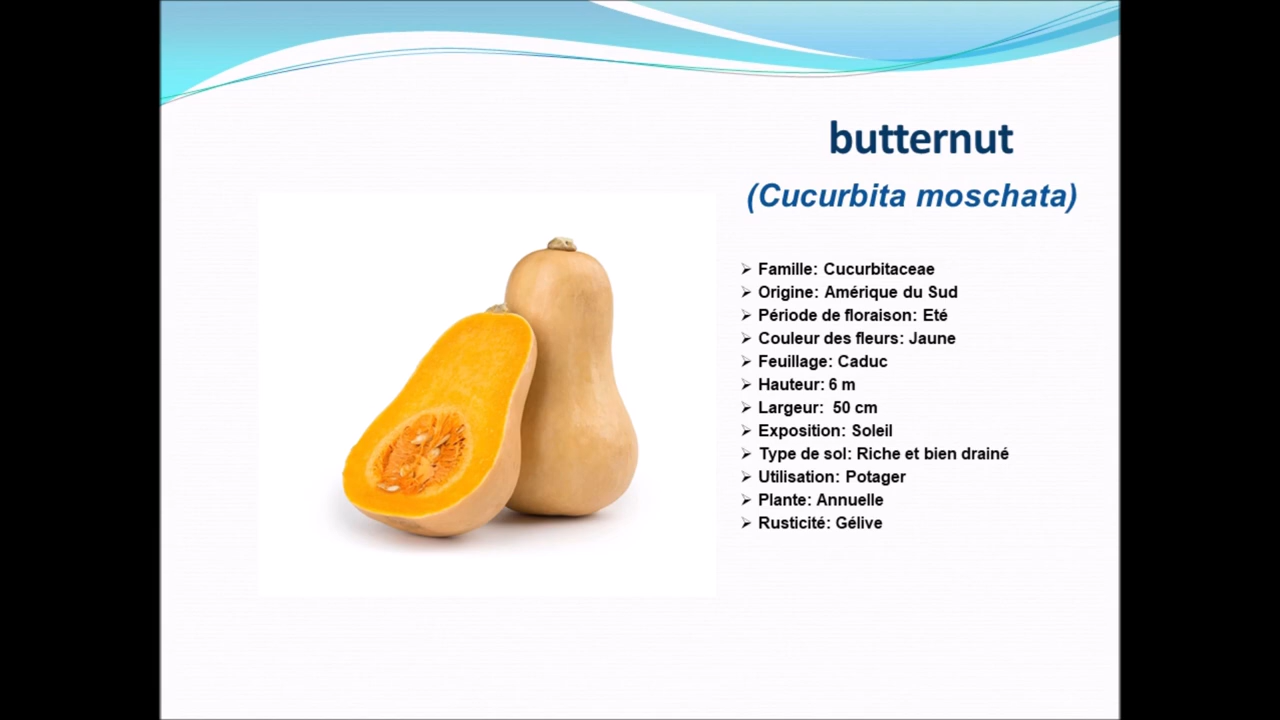 butternut
(Cucurbita moschata)
➢ Famille: Cucurbitaceae
➢ Origine: Amérique du Sud
➢ Période de floraison: Eté
➢ Couleur des fleurs: Jaune
➢ Feuillage: Caduc
➢ Hauteur: 6 m
➢ Largeur: 50 cm
➢ Exposition: Soleil
➢ Type de sol: Riche et bien drainé
➢ Utilisation: Potager
➢ Plante: Annuelle
➢ Rusticité: Gélive